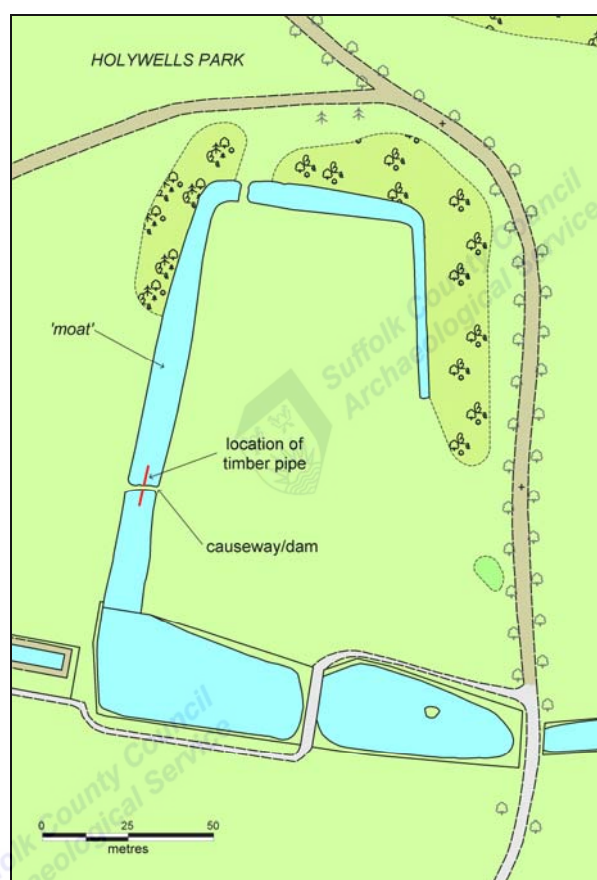 HOLYWELLS PARK
Suffolk County Council
Archaeological Service
'moat'
location of
timber pipe
causeway/dam
Suffolk County Council
Archaeological Service
0 25 50
metres